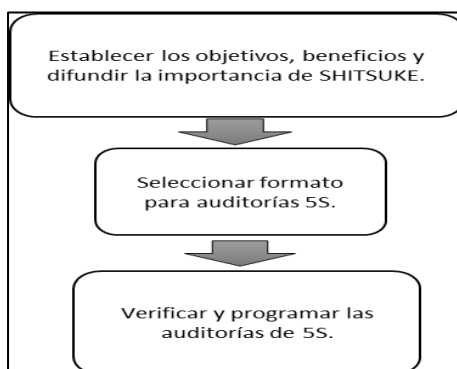 Establecer los objetivos, beneficios y
difundir la importancia de SHITSUKE.
Seleccionar formato
para auditorías 5S.
Verificar y programar las
auditorías de 5S.